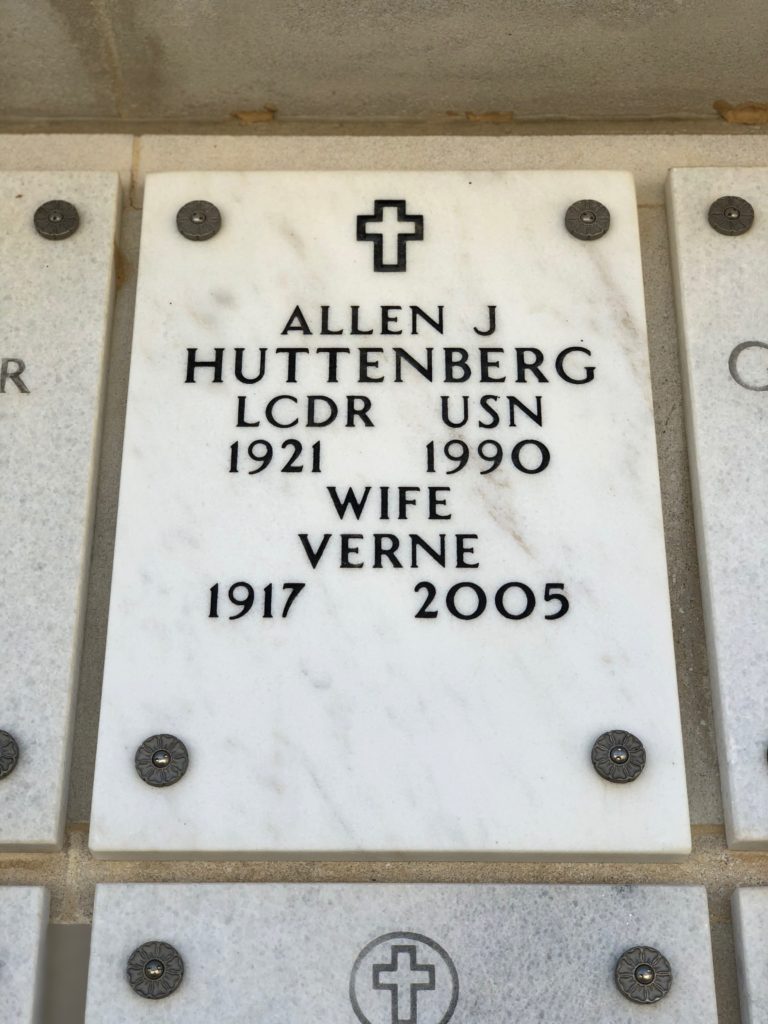 ALLEN J
HUTTENBERG
LCDR USN
1921 1990
WIFE
VERNE
1917 2005
R